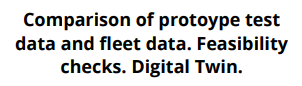 Comparison of protoype test
data and fleet data. Feasibility
checks. Digital Twin.